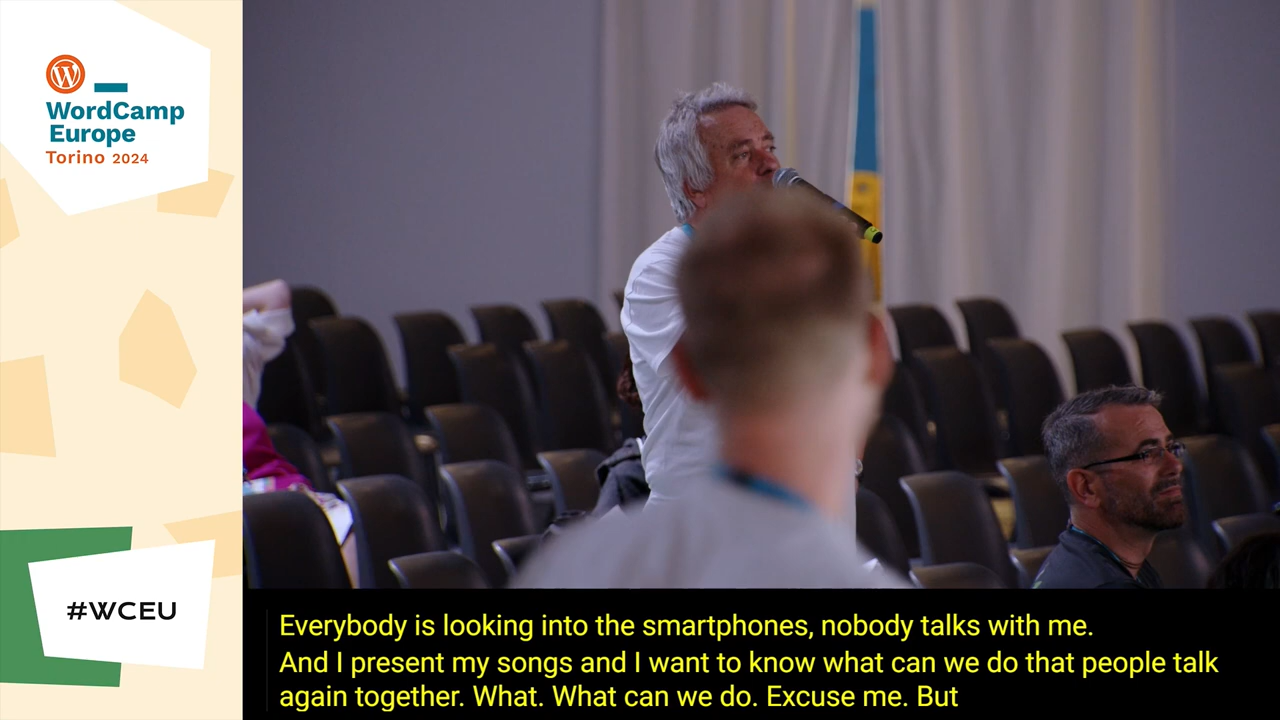 WordCamp
Europe
Torino 2024
#WCEU
Everybody is looking into the smartphones, nobody talks with me.
And I present my songs and I want to know what can we do that people talk
again together. What. What can we do. Excuse me. But